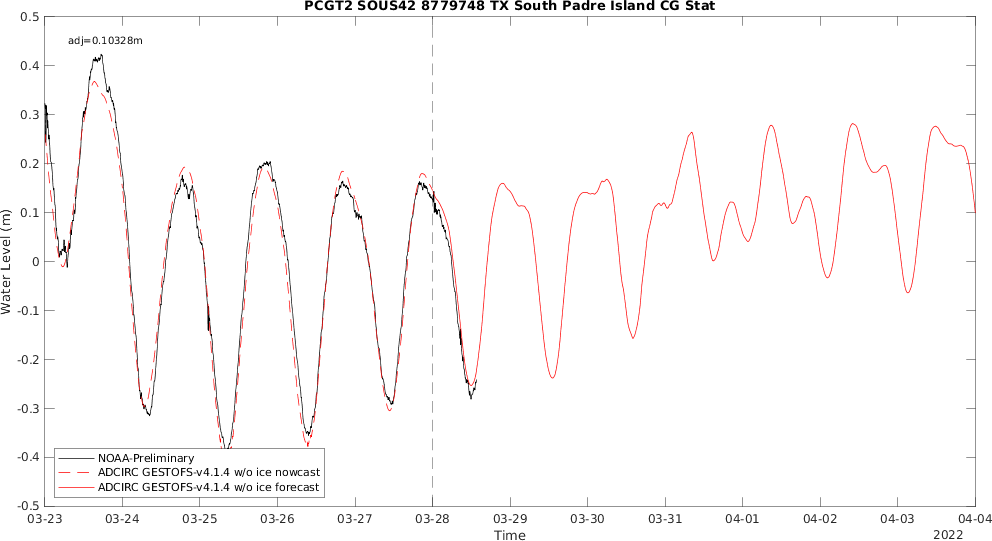 PCGT2 SOUS42 8779748 TX South Padre Island CG Stat
adj=0.10328m
0.5
0.4
0.3
0.2
0.1
0
-0.1
-0.2
-0.3
-0.4
-0.5
Water Level (m)
NOAA-Preliminary
ADCIRC GESTOFS-v4.1.4 w/o ice nowcast
ADCIRC GESTOFS-v4.1.4 w/o ice forecast
03-23 03-24 03-25 03-26 03-27 03-28 03-29 03-30 03-31 04-01 04-02 04-03 04-04
Time
2022